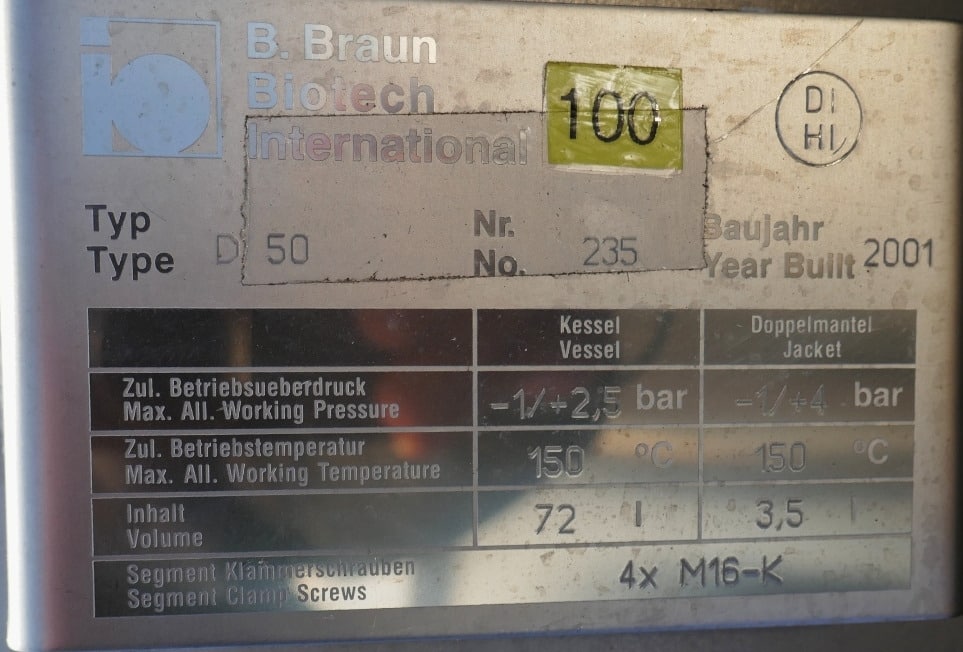 B. Braun
Biotech
International
100
DI
HI
Typ
Type D 50
Nr.
No. 235
Baujahr
Year Built 2001
Kessel
Vessel
Doppelmantel
Jacket
Zul. Betriebsueberdruck
Max. All. Working Pressure
-1/+2,5 bar
-1/+4 bar
Zul. Betriebstemperatur
Max. All. Working Temperature
150 °C
150 °C
Inhalt
Volume
72 l
3,5 l
Segment Klammerschrauben
Segment Clamp Screws
4x M16-K